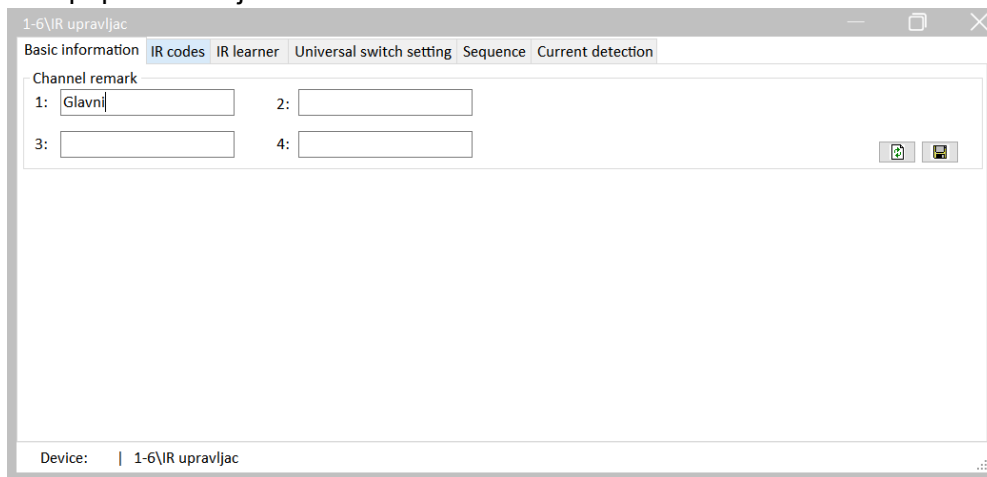 1-6\IR upravljac
Basic information IR codes IR learner Universal switch setting Sequence Current detection
Channel remark
1: Glavni 2:
3: 4:
Device: | 1-6\IR upravljac